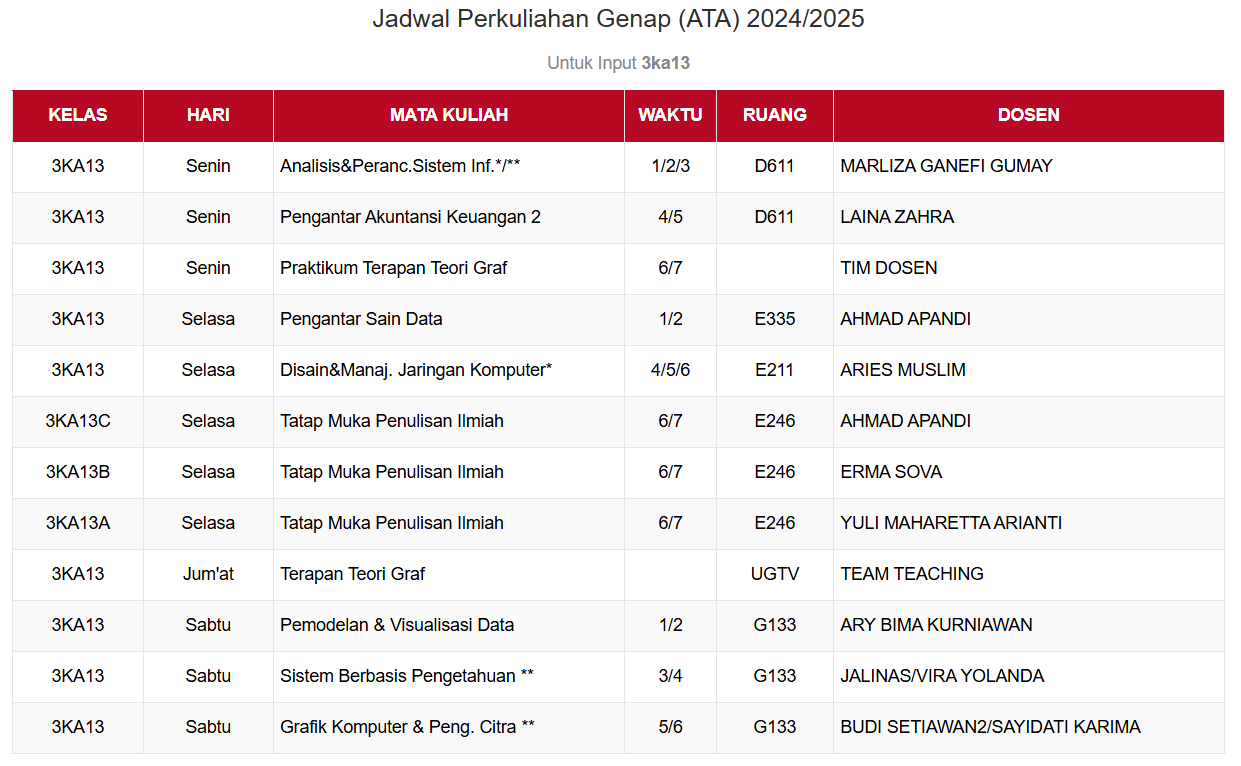 Jadwal Perkuliahan Genap (ATA) 2024/2025
Untuk Input 3ka13
KELAS HARI MATA KULIAH WAKTU RUANG DOSEN
3KA13 Senin Analisis&Peranc.Sistem Inf.*/** 1/2/3 D611 MARLIZA GANEFI GUMAY
3KA13 Senin Pengantar Akuntansi Keuangan 2 4/5 D611 LAINA ZAHRA
3KA13 Senin Praktikum Terapan Teori Graf 6/7 TIM DOSEN
3KA13 Selasa Pengantar Sain Data 1/2 E335 AHMAD APANDI
3KA13 Selasa Disain&Manaj. Jaringan Komputer* 4/5/6 E211 ARIES MUSLIM
3KA13C Selasa Tatap Muka Penulisan Ilmiah 6/7 E246 AHMAD APANDI
3KA13B Selasa Tatap Muka Penulisan Ilmiah 6/7 E246 ERMA SOVA
3KA13A Selasa Tatap Muka Penulisan Ilmiah 6/7 E246 YULI MAHARETTA ARIANTI
3KA13 Jum'at Terapan Teori Graf UGTV TEAM TEACHING
3KA13 Sabtu Pemodelan & Visualisasi Data 1/2 G133 ARY BIMA KURNIAWAN
3KA13 Sabtu Sistem Berbasis Pengetahuan ** 3/4 G133 JALINAS/VIRA YOLANDA
3KA13 Sabtu Grafik Komputer & Peng. Citra ** 5/6 G133 BUDI SETIAWAN2/SAYIDATI KARIMA